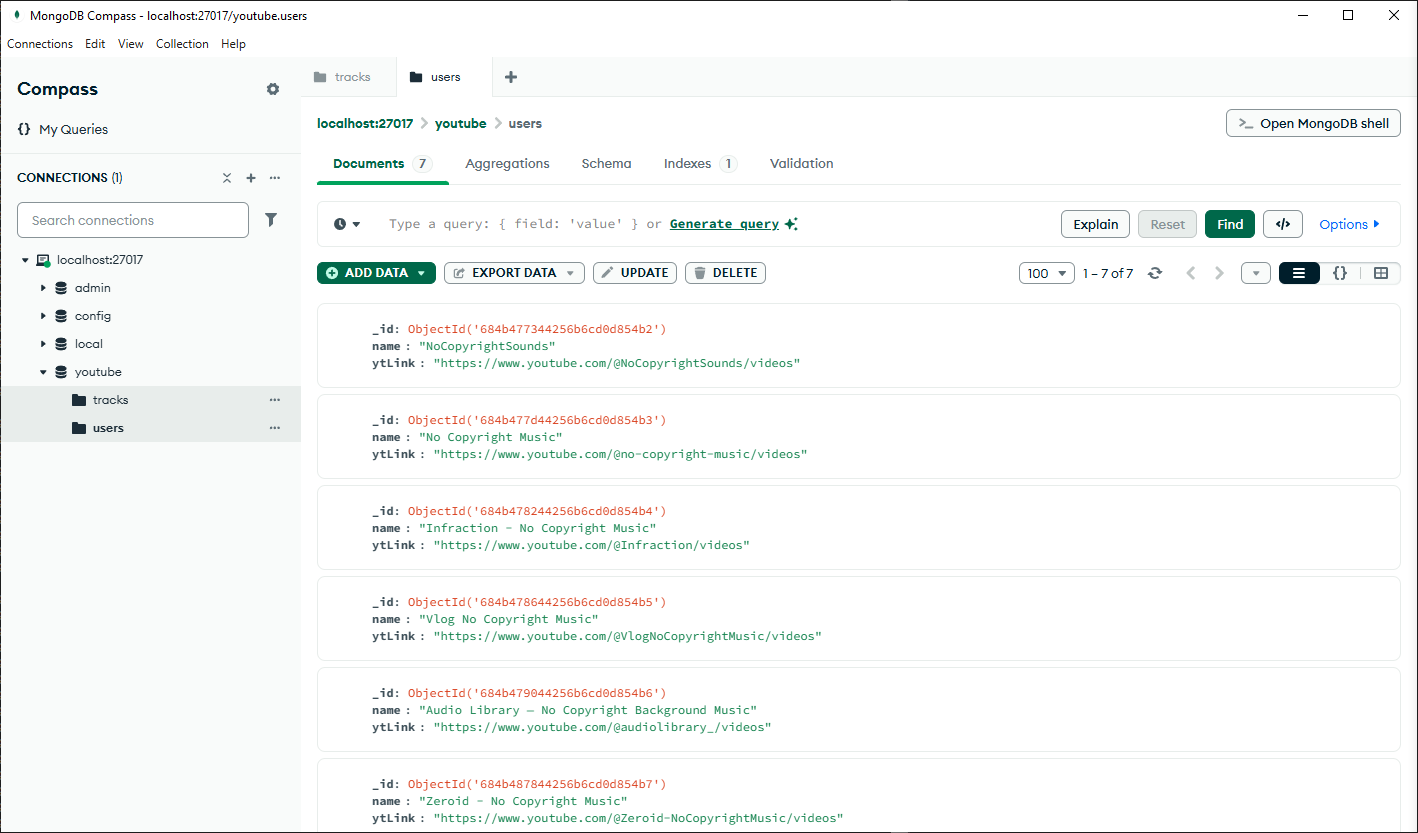 MongoDB Compass - localhost:27017/youtube.users
Connections Edit View Collection Help
Compass
{} My Queries
CONNECTIONS (1)
Search connections
localhost:27017
admin
config
local
youtube
tracks
users
tracks users
localhost:27017 youtube users
>_ Open MongoDB shell
Documents 7 Aggregations Schema Indexes 1 Validation
Type a query: { field: 'value' } or Generate query
Explain Reset Find </> Options
ADD DATA EXPORT DATA UPDATE DELETE
100 1 – 7 of 7 {}
_id: ObjectId('684b477344256b6cd0d854b2')
name : "NoCopyrightSounds"
ytLink : "https://www.youtube.com/@NoCopyrightSounds/videos"
_id: ObjectId('684b477d44256b6cd0d854b3')
name : "No Copyright Music"
ytLink : "https://www.youtube.com/@no-copyright-music/videos"
_id: ObjectId('684b478244256b6cd0d854b4')
name : "Infraction - No Copyright Music"
ytLink : "https://www.youtube.com/@Infraction/videos"
_id: ObjectId('684b478644256b6cd0d854b5')
name : "Vlog No Copyright Music"
ytLink : "https://www.youtube.com/@VlogNoCopyrightMusic/videos"
_id: ObjectId('684b479044256b6cd0d854b6')
name : "Audio Library — No Copyright Background Music"
ytLink : "https://www.youtube.com/@audiolibrary_/videos"
_id: ObjectId('684b487844256b6cd0d854b7')
name : "Zeroid - No Copyright Music"
ytLink : "https://www.youtube.com/@Zeroid-NoCopyrightMusic/videos"